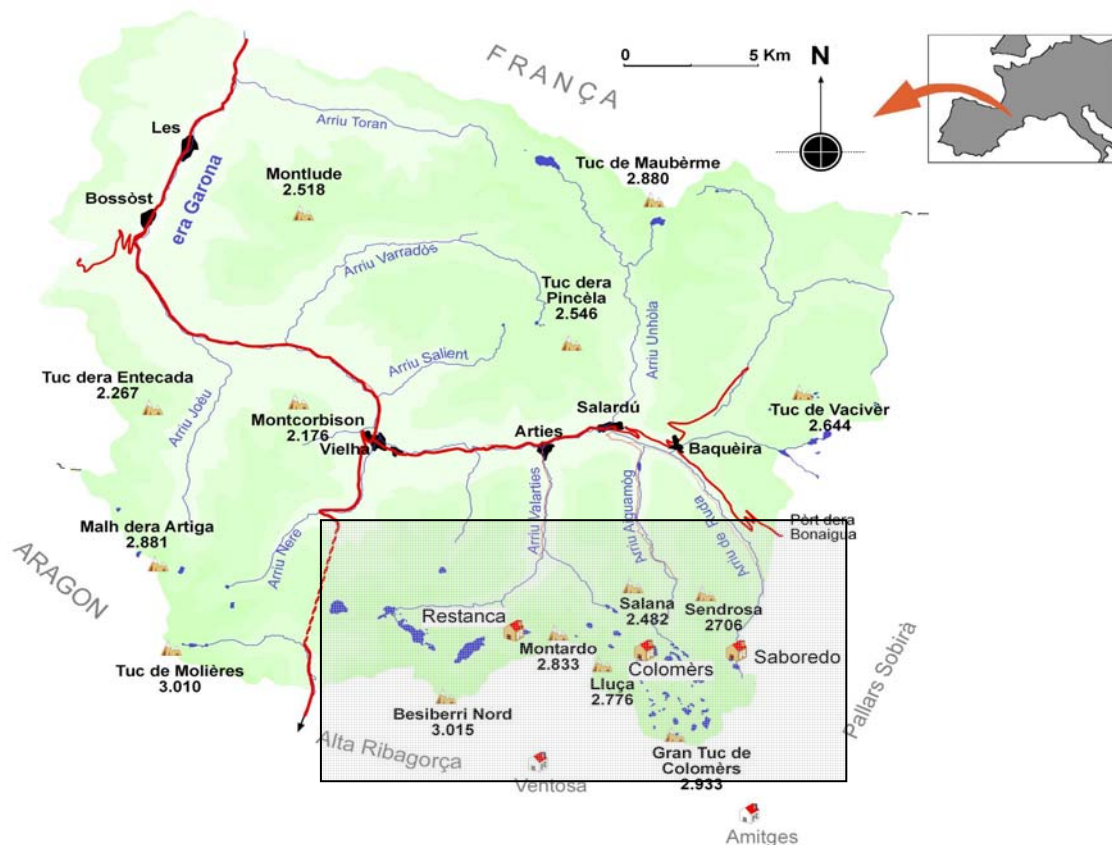 0 5 Km
N
FRANÇA
Arriu Toran
Les
Tuc de Maubèrme
2.880
Montlude
2.518
Bossòst
era Garona
Arriu Varradòs
Tuc dera
Pincèla
2.546
Arriu Unhòla
Arriu Salient
Tuc dera Entecada
2.267
Arriu Joèu
Montcorbison
2.176
Vielha
Arties
Salardú
Baquèira
Tuc de Vacivèr
2.644
Malh dera Artiga
2.881
ARAGON
Arriu Nere
Arriu Valarties
Arriu Aiguamòg
Arriu de Ruda
Pòrt dera
Bonaigua
Restanca
Salana
2.482
Sendrosa
2706
Montardo
2.833
Colomèrs
Saboredo
Lluça
2.776
Tuc de Molières
3.010
Besiberri Nord
3.015
Pallars Sobirà
Alta Ribagorça
Gran Tuc de
Colomèrs
2.933
Ventosa
Amitges